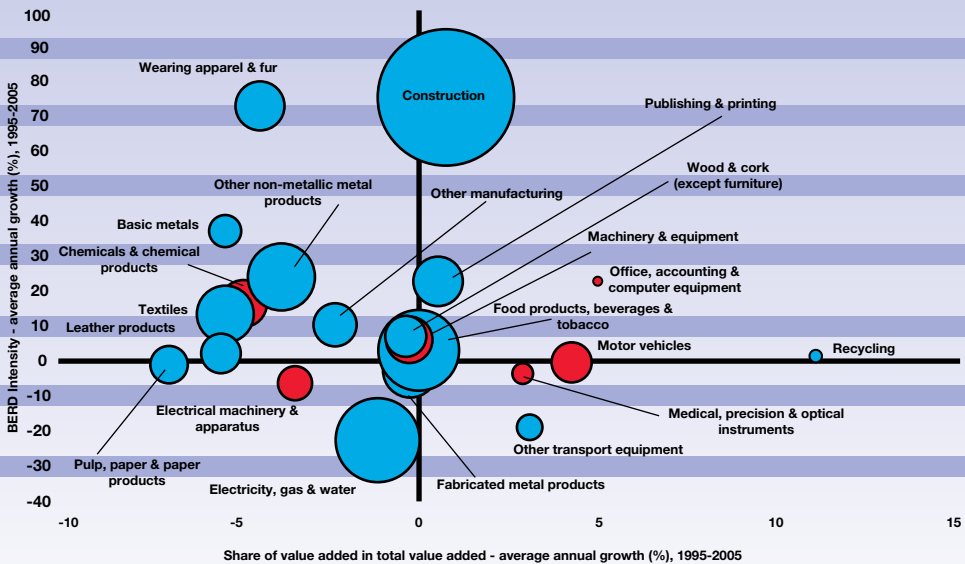 100
90
80
70
60
50
40
30
20
10
0
-10
-20
-30
-40
BERD Intensity - average annual growth (%), 1995-2005
Wearing apparel & fur
Construction
Publishing & printing
Wood & cork
(except furniture)
Other non-metallic metal
products
Other manufacturing
Basic metals
Machinery & equipment
Chemicals & chemical
products
Office, accounting &
computer equipment
Textiles
Food products, beverages &
tobacco
Leather products
Motor vehicles
Recycling
Electrical machinery &
apparatus
Medical, precision & optical
instruments
Other transport equipment
Pulp, paper & paper
products
Electricity, gas & water
Fabricated metal products
-10
-5
0
5
10
15
Share of value added in total value added - average annual growth (%), 1995-2005